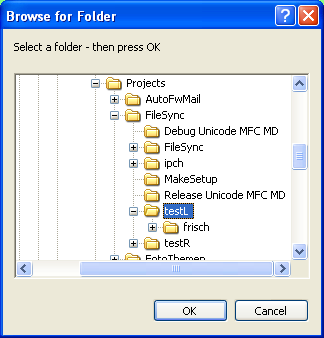 Browse for Folder
Select a folder - then press OK
Projects
AutoFwMail
FileSync
Debug Unicode MFC MD
FileSync
ipch
MakeSetup
Release Unicode MFC MD
testL
frisch
testR
FotoThemen
OK Cancel